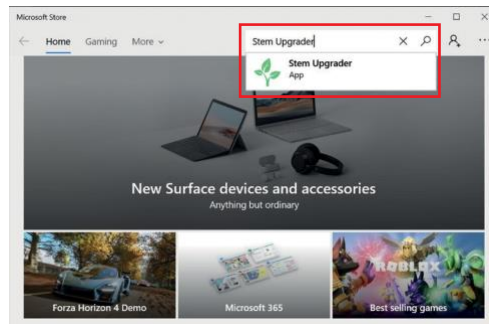 Microsoft Store
Home Gaming More
Stem Upgrader
Stem Upgrader
App
New Surface devices and accessories
Anything but ordinary
ROBLOX
Forza Horizon 4 Demo
Microsoft 365
Best selling games